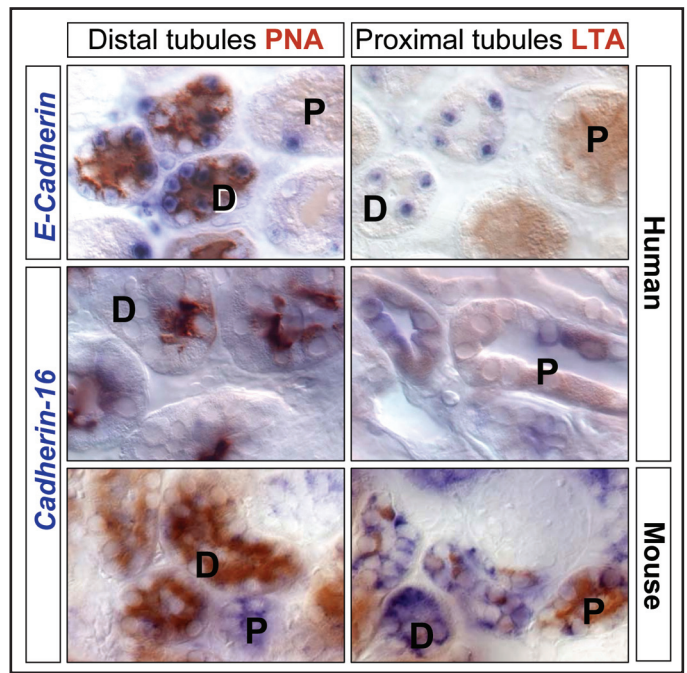 Distal tubules PNA
Proximal tubules LTA
E-Cadherin
P
D
P
D
Human
Cadherin-16
D
P
D
P
P
D
Mouse